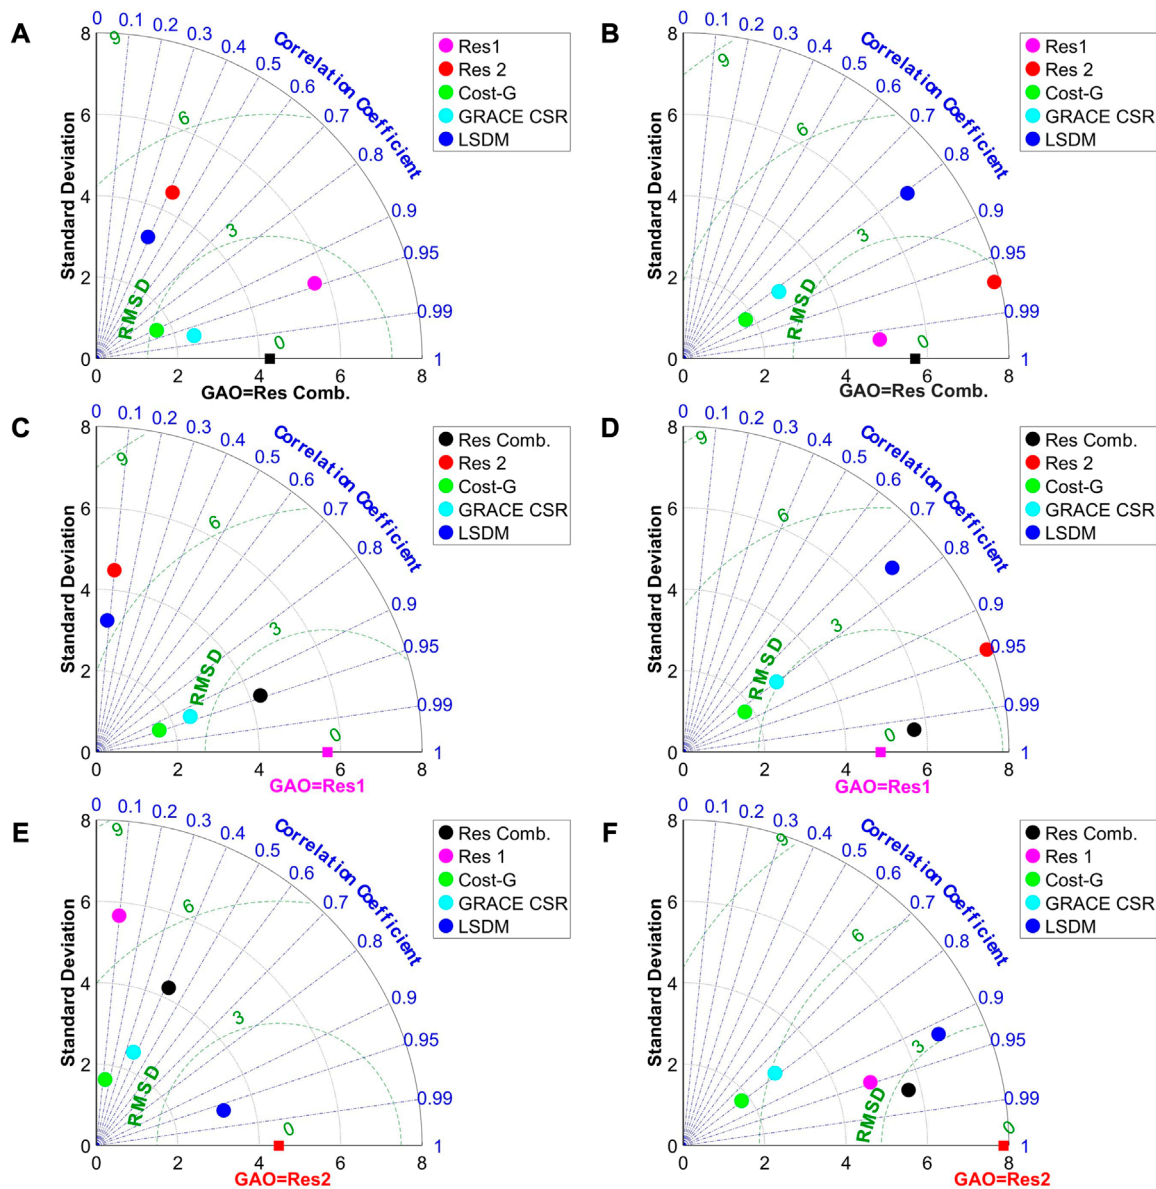 A
0 0.1 0.2 0.3 0.4 0.5 0.6 0.7 0.8 0.9 0.95 0.99 1
Correlation Coefficient
Standard Deviation
8
6
4
2
0
9
6
3
0
RMSD
0 2 4 6 8
GAO=Res Comb.
Res1
Res 2
Cost-G
GRACE CSR
LSDM
B
0 0.1 0.2 0.3 0.4 0.5 0.6 0.7 0.8 0.9 0.95 0.99 1
Correlation Coefficient
Standard Deviation
8
6
4
2
0
9
6
3
0
RMSD
0 2 4 6 8
GAO=Res Comb.
Res1
Res 2
Cost-G
GRACE CSR
LSDM
C
0 0.1 0.2 0.3 0.4 0.5 0.6 0.7 0.8 0.9 0.95 0.99 1
Correlation Coefficient
Standard Deviation
8
6
4
2
0
9
6
3
0
RMSD
0 2 4 6 8
GAO=Res1
Res Comb.
Res 2
Cost-G
GRACE CSR
LSDM
D
0 0.1 0.2 0.3 0.4 0.5 0.6 0.7 0.8 0.9 0.95 0.99 1
Correlation Coefficient
Standard Deviation
8
6
4
2
0
9
6
3
0
RMSD
0 2 4 6 8
GAO=Res1
Res Comb.
Res 2
Cost-G
GRACE CSR
LSDM
E
0 0.1 0.2 0.3 0.4 0.5 0.6 0.7 0.8 0.9 0.95 0.99 1
Correlation Coefficient
Standard Deviation
8
6
4
2
0
9
6
3
0
RMSD
0 2 4 6 8
GAO=Res2
Res Comb.
Res 1
Cost-G
GRACE CSR
LSDM
F
0 0.1 0.2 0.3 0.4 0.5 0.6 0.7 0.8 0.9 0.95 0.99 1
Correlation Coefficient
Standard Deviation
8
6
4
2
0
9
6
3
0
RMSD
0 2 4 6 8
GAO=Res2
Res Comb.
Res 1
Cost-G
GRACE CSR
LSDM